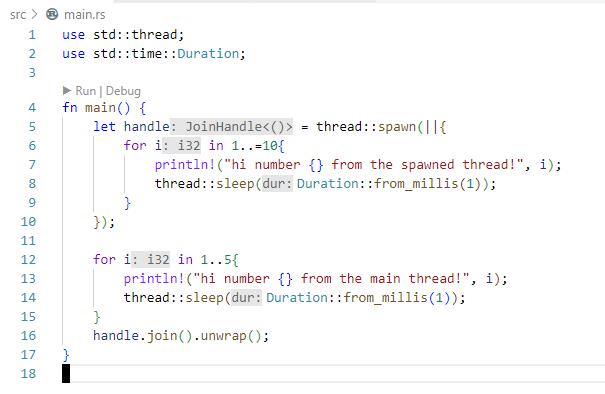 src > main.rs
1 use std::thread;
2 use std::time::Duration;
3
Run | Debug
4 fn main() {
5     let handle: JoinHandle<()> = thread::spawn(||{
6         for i: i32 in 1..=10{
7             println!("hi number {} from the spawned thread!", i);
8             thread::sleep(dur: Duration::from_millis(1));
9         }
10     });
11
12     for i: i32 in 1..5{
13         println!("hi number {} from the main thread!", i);
14         thread::sleep(dur: Duration::from_millis(1));
15     }
16     handle.join().unwrap();
17 }
18